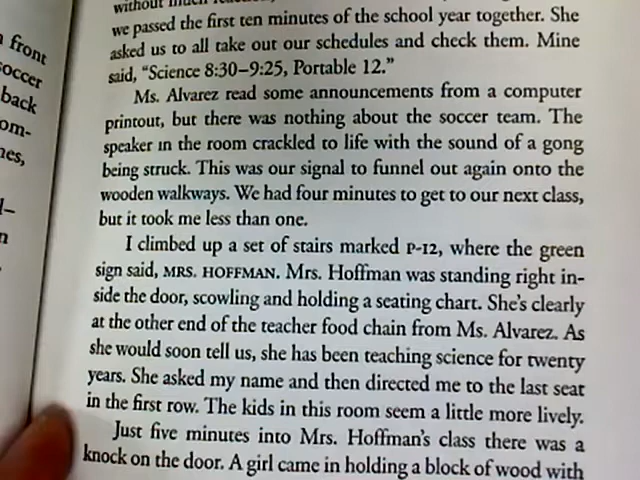 front
soccer
back
om-
nes,
without much
we passed the first ten minutes of the school year together. She
asked us to all take out our schedules and check them. Mine
said, “Science 8:30–9:25, Portable 12.”
Ms. Alvarez read some announcements from a computer
printout, but there was nothing about the soccer team. The
speaker in the room crackled to life with the sound of a gong
being struck. This was our signal to funnel out again onto the
wooden walkways. We had four minutes to get to our next class,
but it took me less than one.
I climbed up a set of stairs marked P-12, where the green
sign said, MRS. HOFFMAN. Mrs. Hoffman was standing right in-
side the door, scowling and holding a seating chart. She’s clearly
at the other end of the teacher food chain from Ms. Alvarez. As
she would soon tell us, she has been teaching science for twenty
years. She asked my name and then directed me to the last seat
in the first row. The kids in this room seem a little more lively.
Just five minutes into Mrs. Hoffman’s class there was a
knock on the door. A girl came in holding a block of wood with